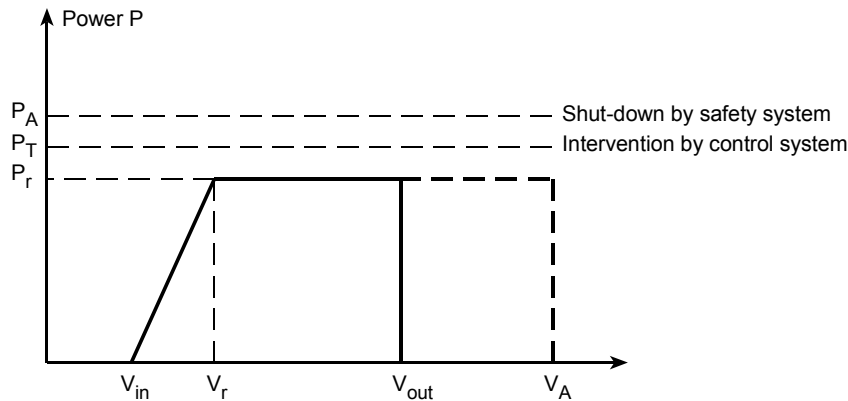 Power P
P_A Shut-down by safety system
P_T Intervention by control system
P_r
V_in V_r V_out V_A